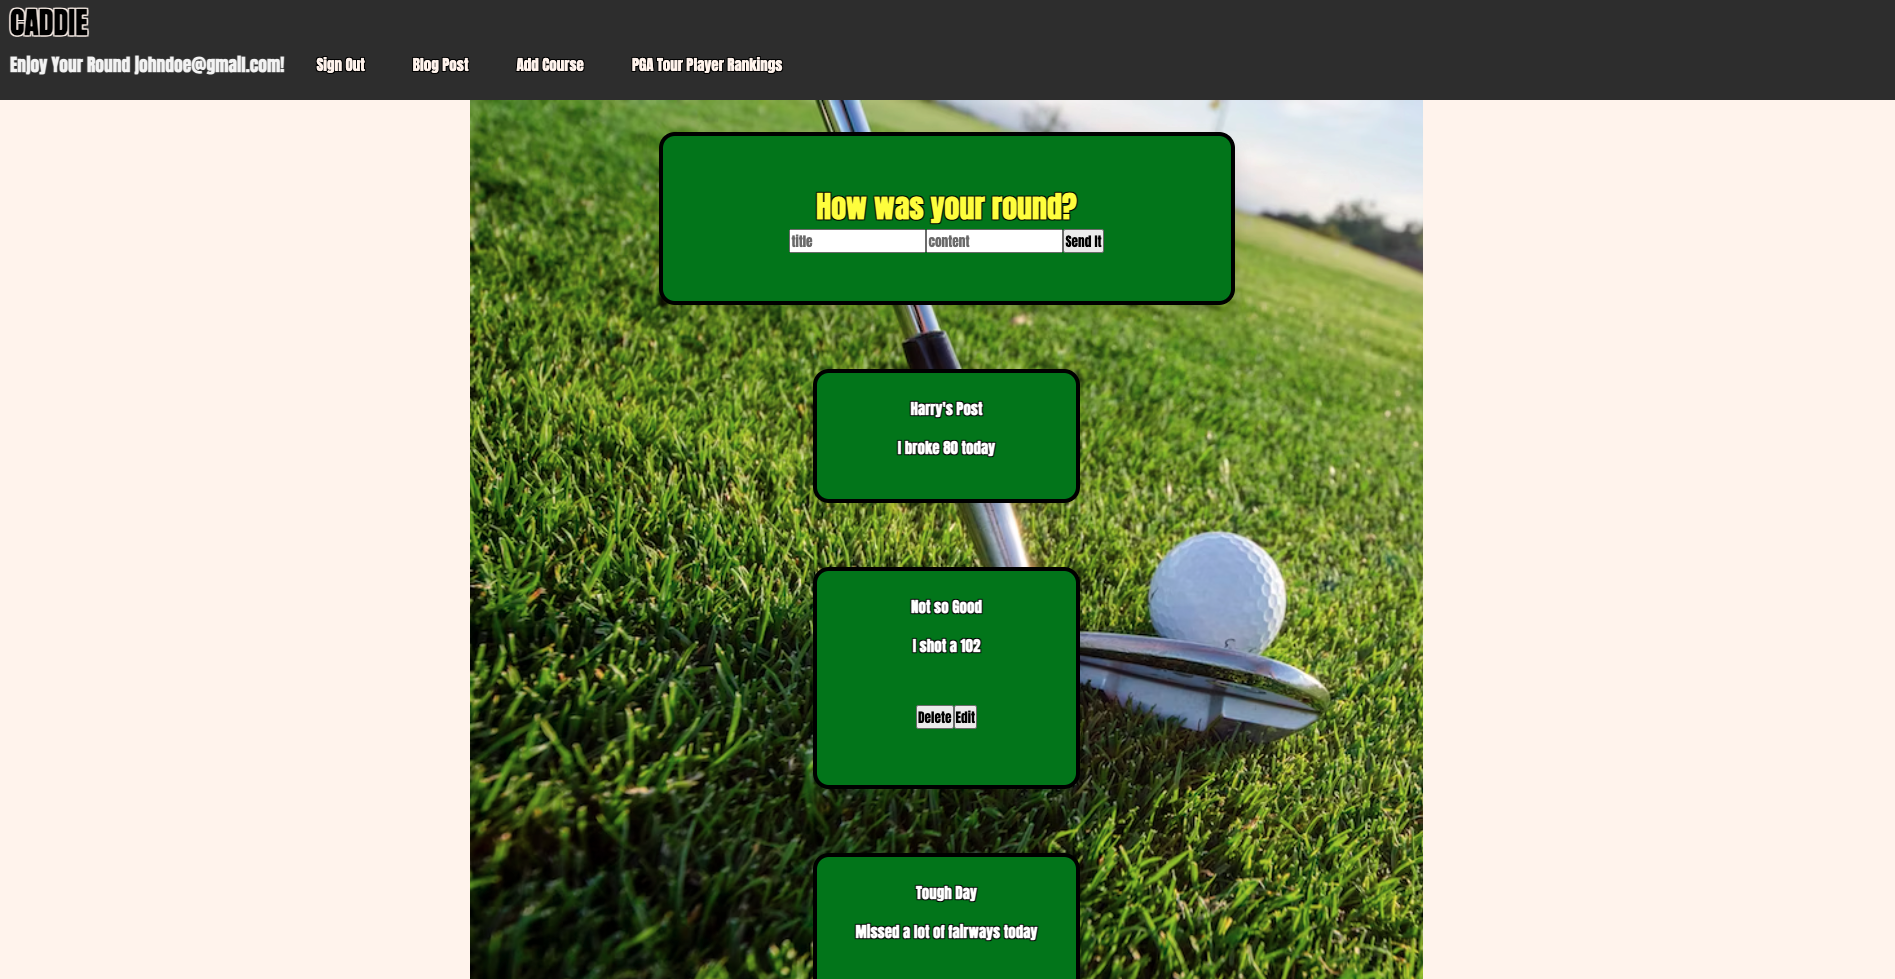 CADDIE
Enjoy Your Round johndoe@gmail.com! Sign Out Blog Post Add Course PGA Tour Player Rankings
How was your round?
title content Send It
Harry's Post
I broke 80 today
Not so Good
I shot a 102
Delete Edit
Tough Day
Missed a lot of fairways today